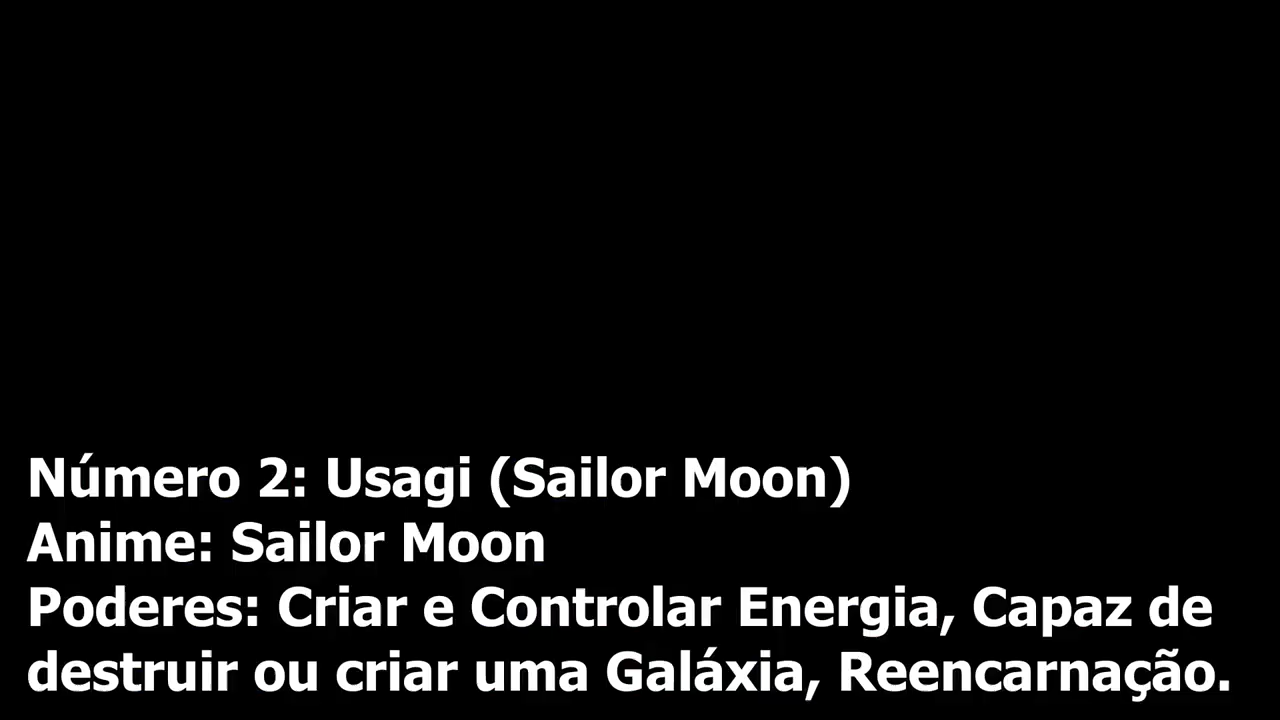 Número 2: Usagi (Sailor Moon)
Anime: Sailor Moon
Poderes: Criar e Controlar Energia, Capaz de
destruir ou criar uma Galáxia, Reencarnação.